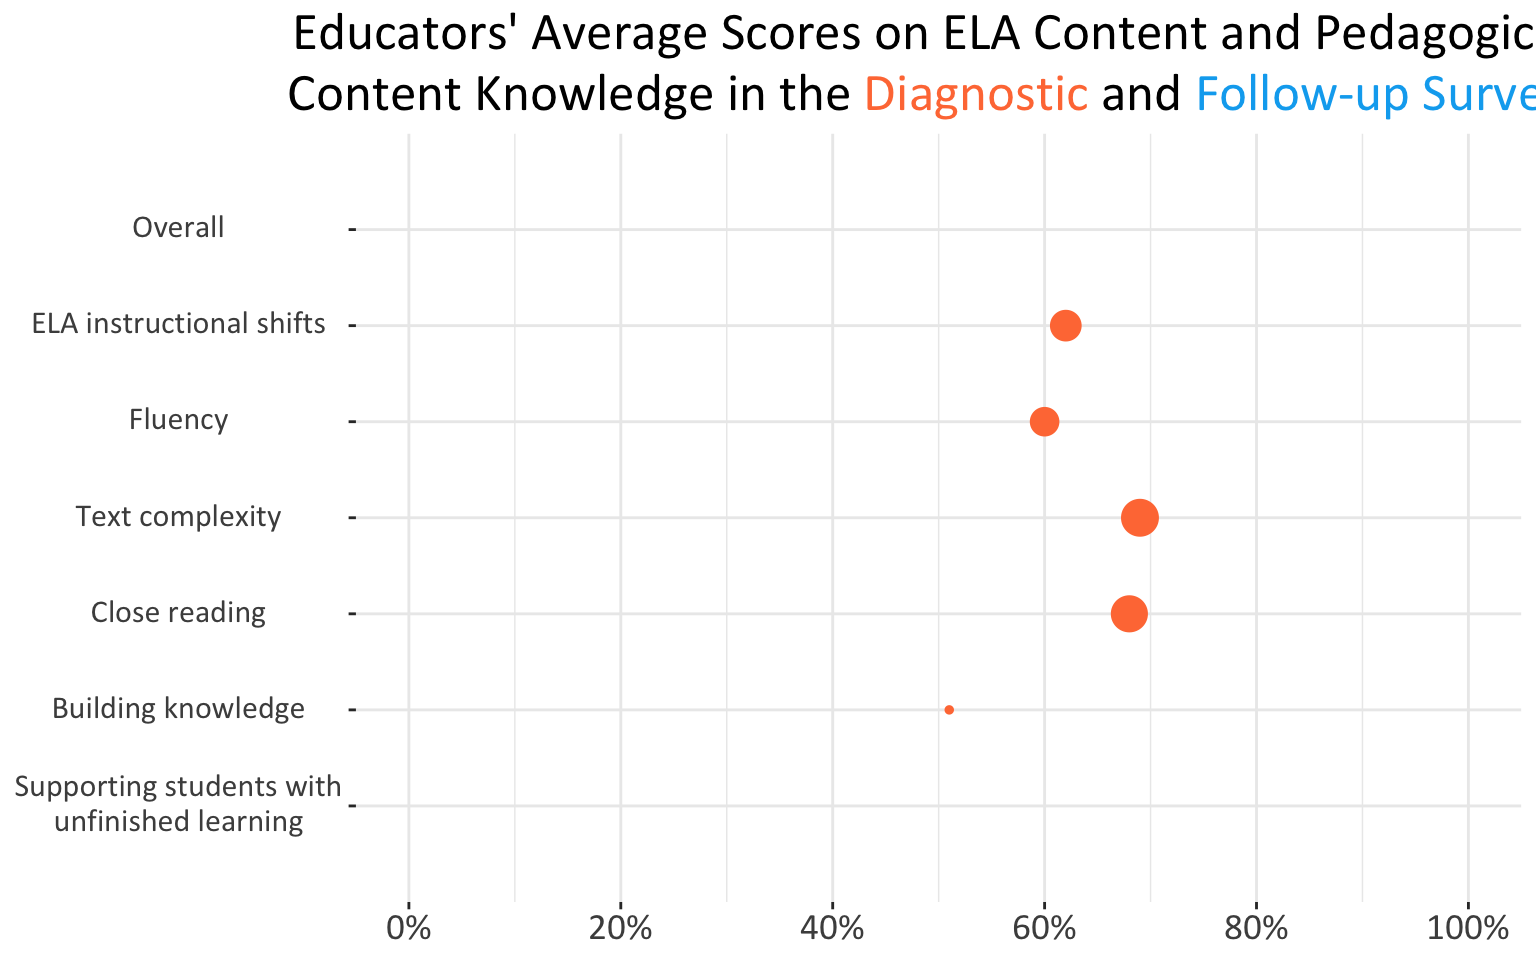 Educators' Average Scores on ELA Content and Pedagogic
Content Knowledge in the Diagnostic and Follow-up Surve
Overall
ELA instructional shifts
Fluency
Text complexity
Close reading
Building knowledge
Supporting students with
unfinished learning
0% 20% 40% 60% 80% 100%